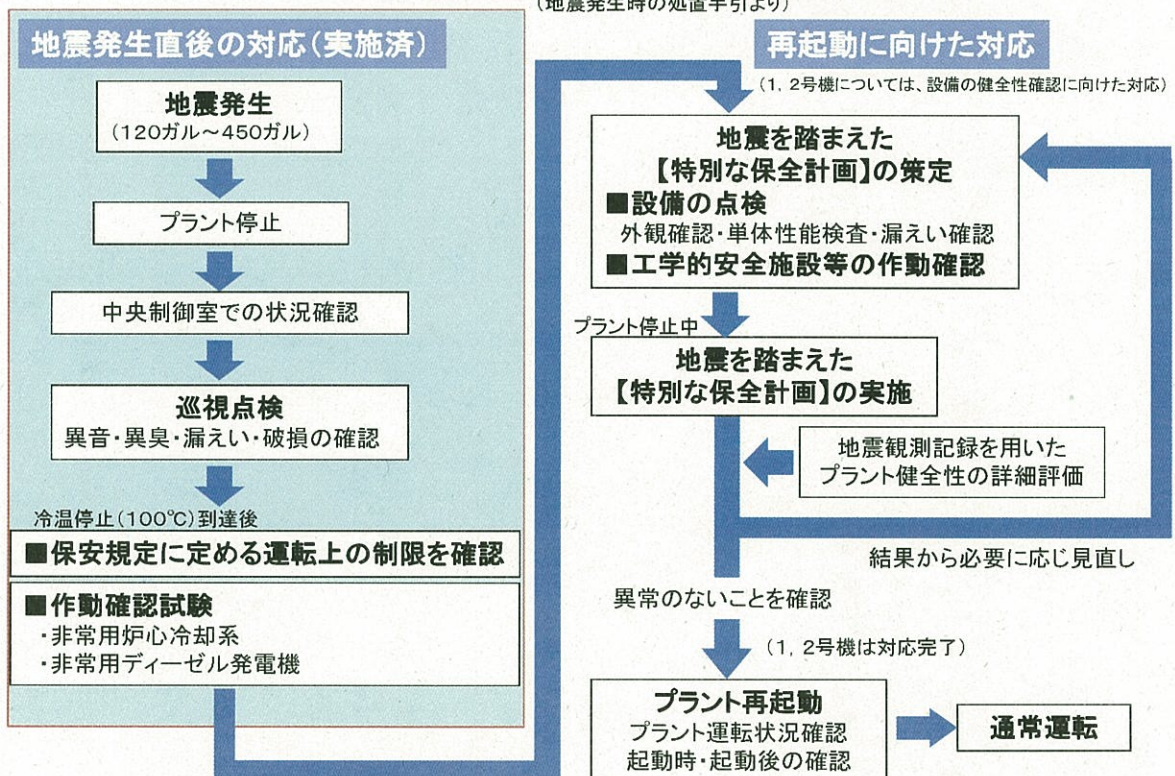 (地震発生時の処置手引より)
地震発生直後の対応(実施済)
地震発生
(120ガル～450ガル)
プラント停止
中央制御室での状況確認
巡視点検
異音・異臭・漏えい・破損の確認
冷温停止(100℃)到達後
■保安規定に定める運転上の制限を確認
■作動確認試験
・非常用炉心冷却系
・非常用ディーゼル発電機
再起動に向けた対応
(1, 2号機については、設備の健全性確認に向けた対応)
地震を踏まえた
【特別な保全計画】の策定
■設備の点検
外観確認・単体性能検査・漏えい確認
■工学的安全施設等の作動確認
プラント停止中
地震を踏まえた
【特別な保全計画】の実施
地震観測記録を用いた
プラント健全性の詳細評価
結果から必要に応じ見直し
異常のないことを確認
(1, 2号機は対応完了)
プラント再起動
プラント運転状況確認
起動時・起動後の確認
通常運転